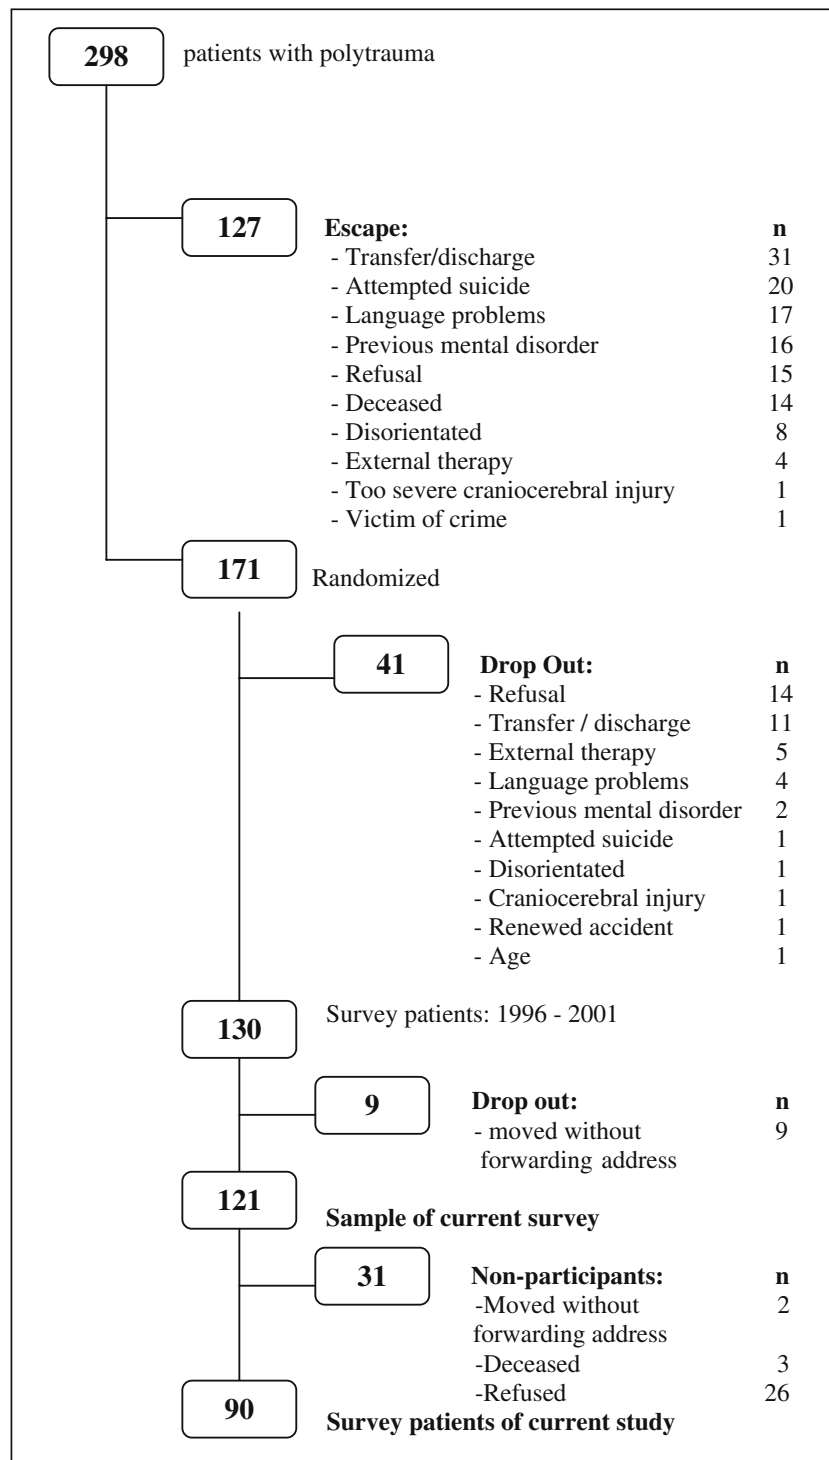 298 patients with polytrauma
127 Escape: n
- Transfer/discharge 31
- Attempted suicide 20
- Language problems 17
- Previous mental disorder 16
- Refusal 15
- Deceased 14
- Disorientated 8
- External therapy 4
- Too severe craniocerebral injury 1
- Victim of crime 1
171 Randomized
41 Drop Out: n
- Refusal 14
- Transfer / discharge 11
- External therapy 5
- Language problems 4
- Previous mental disorder 2
- Attempted suicide 1
- Disorientated 1
- Craniocerebral injury 1
- Renewed accident 1
- Age 1
130 Survey patients: 1996 - 2001
9 Drop out: n
- moved without 9
forwarding address
121 Sample of current survey
31 Non-participants: n
-Moved without 2
forwarding address
-Deceased 3
-Refused 26
90 Survey patients of current study